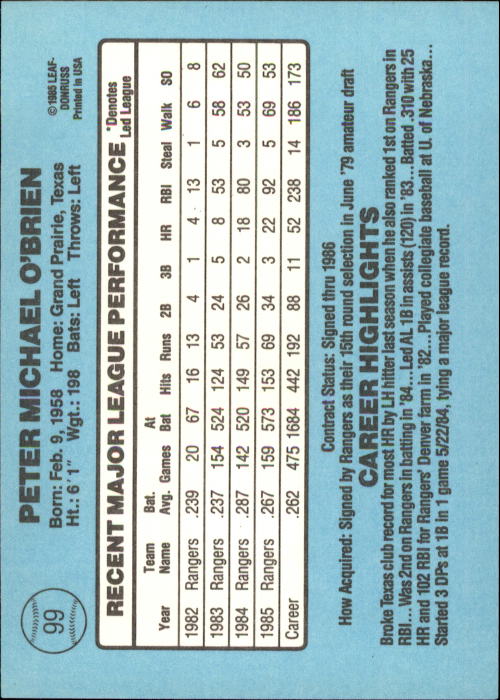 99
PETER MICHAEL O'BRIEN
Born: Feb. 9, 1958 Home: Grand Prairie, Texas
Ht.: 6'1" Wgt.: 198 Bats: Left Throws: Left
©1985 LEAF-
DONRUSS
Printed in USA
RECENT MAJOR LEAGUE PERFORMANCE *Denotes
Led League
Team Bat. At
Year Name Avg. Games Bat Hits Runs 2B 3B HR RBI Steal Walk SO
1982 Rangers .239 20 67 16 13 4 1 4 13 1 6 8
1983 Rangers .237 154 524 124 53 24 5 8 53 5 58 62
1984 Rangers .287 142 520 149 57 26 2 18 80 3 53 50
1985 Rangers .267 159 573 153 69 34 3 22 92 5 69 53
Career .262 475 1684 442 192 88 11 52 238 14 186 173
Contract Status: Signed thru 1986
How Acquired: Signed by Rangers as their 15th round selection in June '79 amateur draft
CAREER HIGHLIGHTS
Broke Texas club record for most HR by LH hitter last season when he also ranked 1st on Rangers in
RBI... Was 2nd on Rangers in batting in '84... Led AL 1B in assists (120) in '83... Batted .310 with 25
HR and 102 RBI for Rangers' Denver farm in '82... Played collegiate baseball at U. of Nebraska...
Started 3 DPs at 1B in 1 game 5/22/84, tying a major league record.